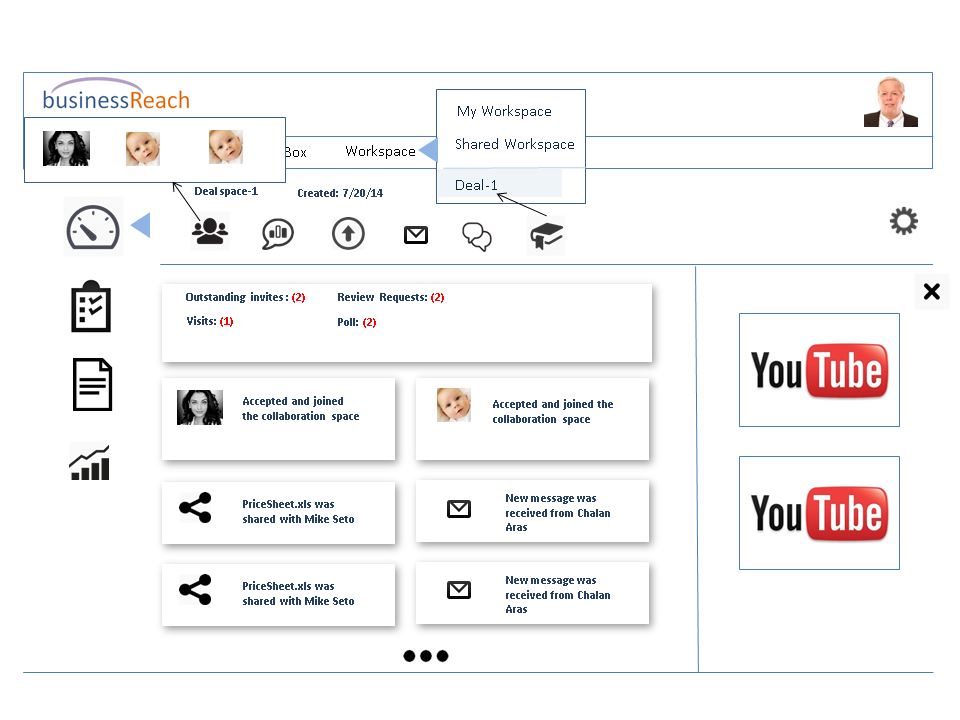 businessReach
My Workspace
Shared Workspace
Box
Workspace
Deal-1
Deal space-1
Created: 7/20/14
Outstanding invites: (2)
Review Requests: (2)
Visits: (1)
Poll: (2)
Accepted and joined
the collaboration space
Accepted and joined the
collaboration space
PriceSheet.xls was
shared with Mike Seto
New message was
received from Chalan
Aras
PriceSheet.xls was
shared with Mike Seto
New message was
received from Chalan
Aras
YouTube
YouTube